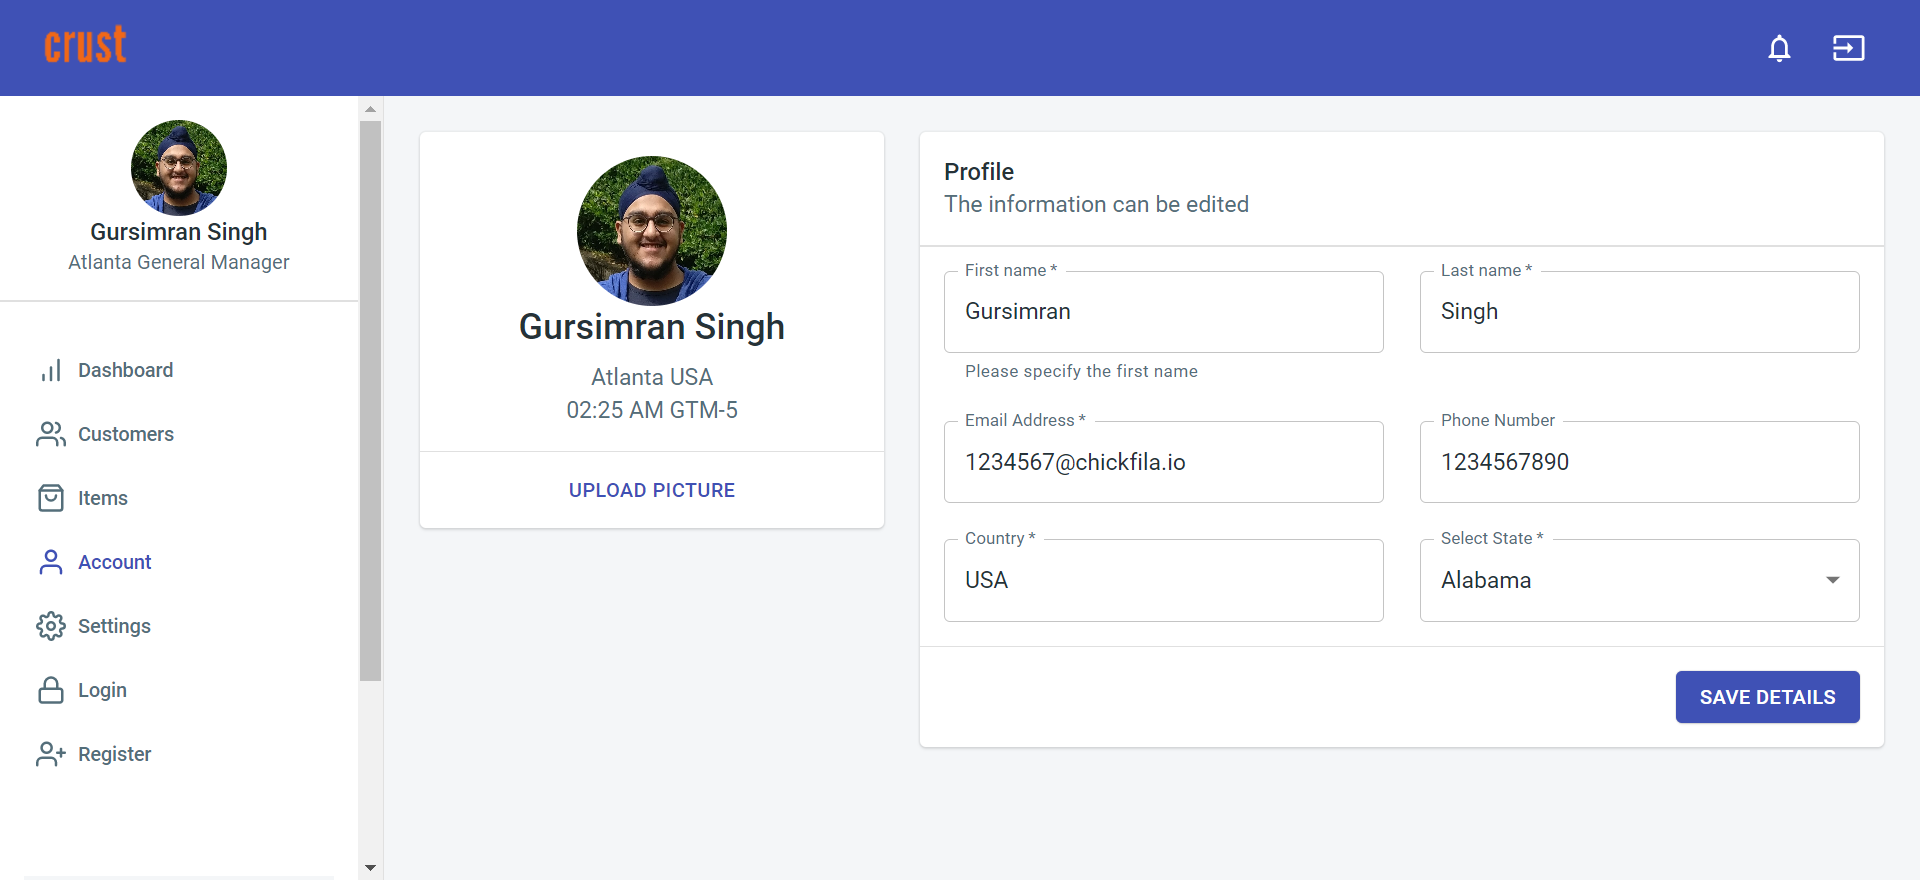 crust
Gursimran Singh
Atlanta General Manager
Dashboard
Customers
Items
Account
Settings
Login
Register
Gursimran Singh
Atlanta USA
02:25 AM GTM-5
UPLOAD PICTURE
Profile
The information can be edited
First name *
Gursimran
Please specify the first name
Last name *
Singh
Email Address *
1234567@chickfila.io
Phone Number
1234567890
Country *
USA
Select State *
Alabama
SAVE DETAILS